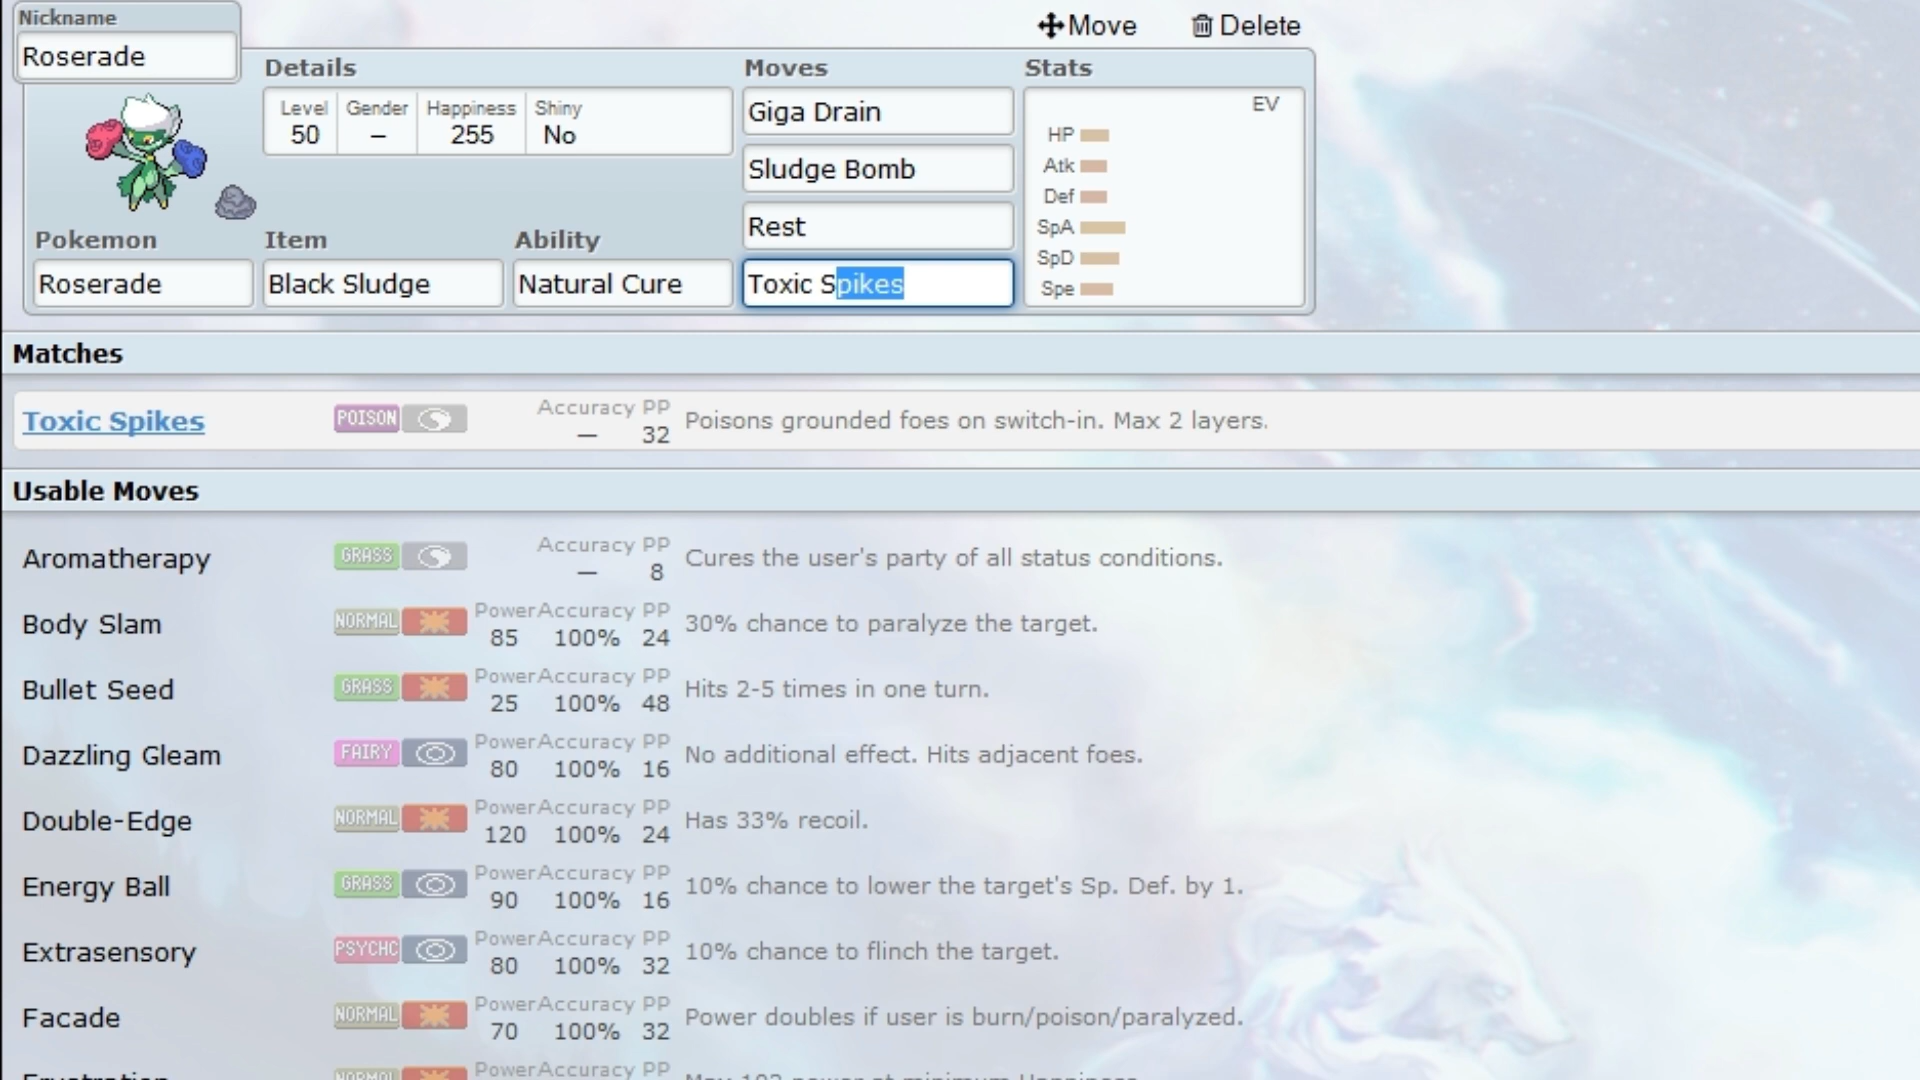 Nickname
Roserade
Move Delete
Details
Level Gender Happiness Shiny
50 – 255 No
Pokemon Item Ability
Roserade Black Sludge Natural Cure
Moves
Giga Drain
Sludge Bomb
Rest
Toxic Spikes
Stats
EV
HP
Atk
Def
SpA
SpD
Spe
Matches
Toxic Spikes POISON Accuracy PP
— 32 Poisons grounded foes on switch-in. Max 2 layers.
Usable Moves
Aromatherapy GRASS Accuracy PP
— 8 Cures the user's party of all status conditions.
Body Slam NORMAL Power Accuracy PP
85 100% 24 30% chance to paralyze the target.
Bullet Seed GRASS Power Accuracy PP
25 100% 48 Hits 2-5 times in one turn.
Dazzling Gleam FAIRY Power Accuracy PP
80 100% 16 No additional effect. Hits adjacent foes.
Double-Edge NORMAL Power Accuracy PP
120 100% 24 Has 33% recoil.
Energy Ball GRASS Power Accuracy PP
90 100% 16 10% chance to lower the target's Sp. Def. by 1.
Extrasensory PSYCHC Power Accuracy PP
80 100% 32 10% chance to flinch the target.
Facade NORMAL Power Accuracy PP
70 100% 32 Power doubles if user is burn/poison/paralyzed.
Frustration NORMAL Power Accuracy PP